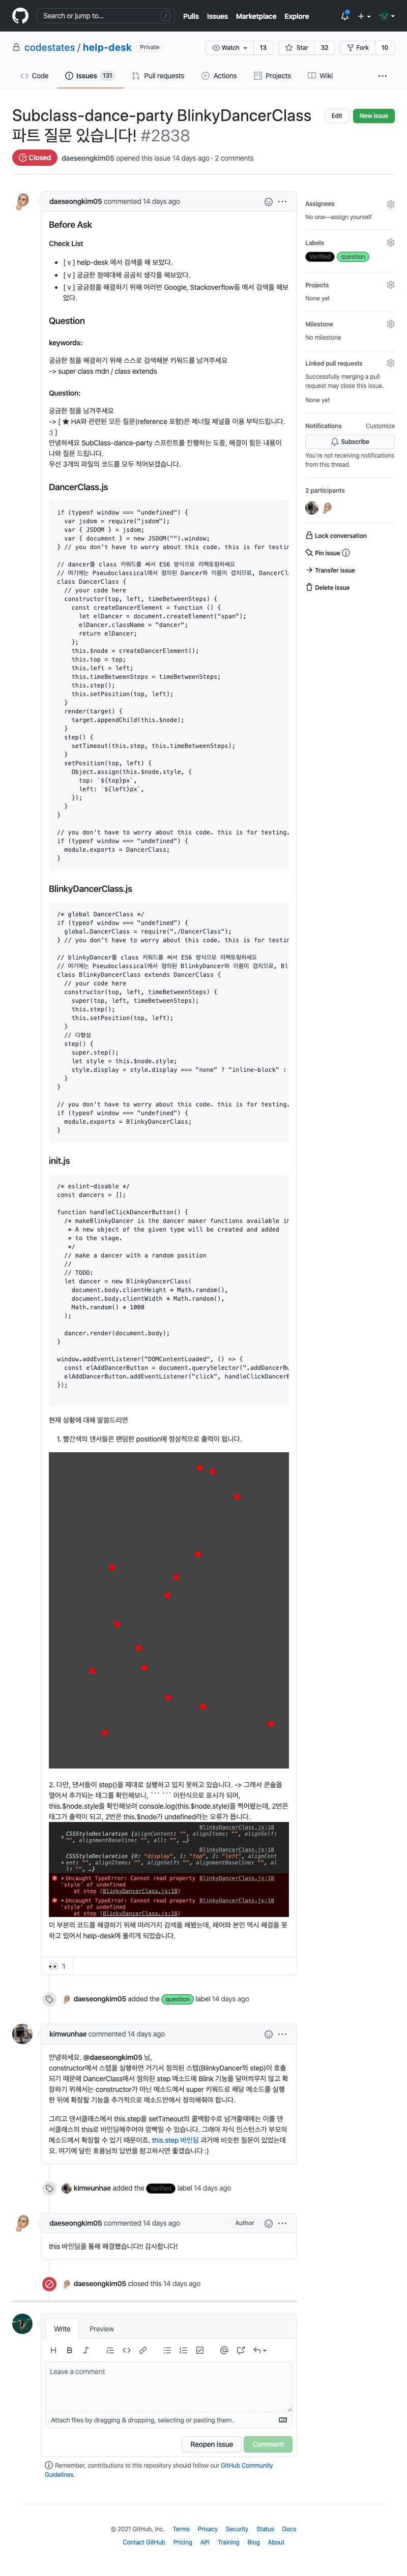 Search or jump to...
/
Pulls
Issues
Marketplace
Explore
codestates / help-desk
Private
Watch
13
Star
32
Fork
10
Code
Issues 131
Pull requests
Actions
Projects
Wiki
Subclass-dance-party BlinkyDancerClass
파트 질문 있습니다! #2838
Edit
New issue
Closed
daeseongkim05 opened this issue 14 days ago · 2 comments
daeseongkim05 commented 14 days ago
Before Ask
Check List
• [ v ] help-desk 에서 검색을 해 보았다.
• [ v ] 궁금한 점에대해 곰곰히 생각을 해보았다.
• [ v ] 궁금점을 해결하기 위해 여러번 Google, Stackoverflow등 에서 검색을 해보
았다.
Question
keywords:
궁금한 점을 해결하기 위해 스스로 검색해본 키워드를 남겨주세요
-> super class mdn / class extends
Question:
궁금한 점을 남겨주세요
-> [ ★ HA와 관련된 모든 질문(reference 포함)은 제너럴 채널을 이용 부탁드립니다.
:) ]
안녕하세요 SubClass-dance-party 스프린트를 진행하는 도중, 해결이 힘든 내용이
나와 질문 드립니다.
우선 3개의 파일의 코드를 모두 적어보겠습니다.
DancerClass.js
if (typeof window === "undefined") {
var jsdom = require("jsdom");
var { JSDOM } = jsdom;
var { document } = new JSDOM("").window;
} // you don't have to worry about this code. this is for testin
// dancer를 class 키워드를 써서 ES6 방식으로 리팩토링하세요
// 여기에는 Pseudoclassical에서 정의된 Dancer와 이름이 겹치므로, DancerCl
class DancerClass {
// your code here
constructor(top, left, timeBetweenSteps) {
const createDancerElement = function () {
let elDancer = document.createElement("span");
elDancer.className = "dancer";
return elDancer;
};
this.$node = createDancerElement();
this.top = top;
this.left = left;
this.timeBetweenSteps = timeBetweenSteps;
this.step();
this.setPosition(top, left);
}
render(target) {
target.appendChild(this.$node);
}
step() {
setTimeout(this.step, this.timeBetweenSteps);
}
setPosition(top, left) {
Object.assign(this.$node.style, {
top: `${top}px`,
left: `${left}px`,
});
}
}
// you don't have to worry about this code. this is for testing.
if (typeof window === "undefined") {
module.exports = DancerClass;
}
BlinkyDancerClass.js
/* global DancerClass */
if (typeof window === "undefined") {
global.DancerClass = require("./DancerClass");
} // you don't have to worry about this code. this is for testin
// blinkyDancer를 class 키워드를 써서 ES6 방식으로 리팩토링하세요
// 여기에는 Pseudoclassical에서 정의된 BlinkyDancer와 이름이 겹치므로, Bl
class BlinkyDancerClass extends DancerClass {
// your code here
constructor(top, left, timeBetweenSteps) {
super(top, left, timeBetweenSteps);
this.step();
this.setPosition(top, left);
}
// 다형성
step() {
super.step();
let style = this.$node.style;
style.display = style.display === "none" ? "inline-block" :
}
}
// you don't have to worry about this code. this is for testing.
if (typeof window === "undefined") {
module.exports = BlinkyDancerClass;
}
init.js
/* eslint-disable */
const dancers = [];
function handleClickDancerButton() {
/* makeBlinkyDancer is the dancer maker functions available in
* A new object of the given type will be created and added
* to the stage.
*/
// make a dancer with a random position
//
// TODO:
let dancer = new BlinkyDancerClass(
document.body.clientHeight * Math.random(),
document.body.clientWidth * Math.random(),
Math.random() * 1000
);
dancer.render(document.body);
}
window.addEventListener("DOMContentLoaded", () => {
const elAddDancerButton = document.querySelector(".addDancerBu
elAddDancerButton.addEventListener("click", handleClickDancerB
});
현재 상황에 대해 말씀드리면
1. 빨간색의 댄서들은 랜덤한 position에 정상적으로 출력이 됩니다.
2. 다만, 댄서들이 step()을 제대로 실행하고 있지 못하고 있습니다. -> 그래서 콘솔을
열어서 추가되는 태그를 확인해보니, ``` ``` 이런식으로 표시가 되어,
this.$node.style을 확인해보려 console.log(this.$node.style)을 찍어봤는데, 2번은
태그가 출력이 되고, 2번은 this.$node가 undefined라는 오류가 뜹니다.
BlinkyDancerClass.js:18
CSSStyleDeclaration {alignContent: "", alignItems: "", alignSelf:
"", alignmentBaseline: "", all: "", …}
BlinkyDancerClass.js:18
CSSStyleDeclaration {0: "display", 1: "top", 2: "left", alignCont
ent: "", alignItems: "", alignSelf: "", alignmentBaseline: "", al
l: "", …}
Uncaught TypeError: Cannot read property BlinkyDancerClass.js:18
'style' of undefined
at step (BlinkyDancerClass.js:18)
Uncaught TypeError: Cannot read property BlinkyDancerClass.js:18
'style' of undefined
at step (BlinkyDancerClass.js:18)
이 부분의 코드를 해결하기 위해 여러가지 검색을 해봤는데, 페어와 본인 역시 해결을 못
하고 있어서 help-desk에 올리게 되었습니다.
👀 1
daeseongkim05 added the question label 14 days ago
kimwunhae commented 14 days ago
안녕하세요. @daeseongkim05 님,
constructor에서 스텝을 실행하면 거기서 정의된 스텝(BlinkyDancer의 step)이 호출
되기 때문에 DancerClass에서 정의된 step 메소드에 Blink 기능을 덮어씌우지 않고 확
장하기 위해서는 constructor가 아닌 메소드에서 super 키워드로 해당 메소드를 실행
한 뒤에 확장할 기능을 추가적으로 메소드안에서 정의해줘야 합니다.
그리고 댄서클래스에서 this.step을 setTimeout의 콜백함수로 넘겨줄때에는 이를 댄
서클라스의 this로 바인딩해주어야 깜빡일 수 있습니다. 그래야 자식 인스턴스가 부모의
메소드에서 확장할 수 있기 때문이죠. this.step 바인딩 과거에 비슷한 질문이 있었는데
요. 여기에 달린 호용님의 답변을 참고하시면 좋겠습니다 :)
kimwunhae added the Verified label 14 days ago
daeseongkim05 commented 14 days ago
Author
this 바인딩을 통해 해결했습니다!! 감사합니다!
daeseongkim05 closed this 14 days ago
Write
Preview
Leave a comment
Attach files by dragging & dropping, selecting or pasting them.
Reopen issue
Comment
Remember, contributions to this repository should follow our GitHub Community
Guidelines.
Assignees
No one—assign yourself
Labels
Verified
question
Projects
None yet
Milestone
No milestone
Linked pull requests
Successfully merging a pull
request may close this issue.
None yet
Notifications
Customize
Subscribe
You're not receiving notifications
from this thread.
2 participants
Lock conversation
Pin issue
Transfer issue
Delete issue
© 2021 GitHub, Inc.
Terms
Privacy
Security
Status
Docs
Contact GitHub
Pricing
API
Training
Blog
About